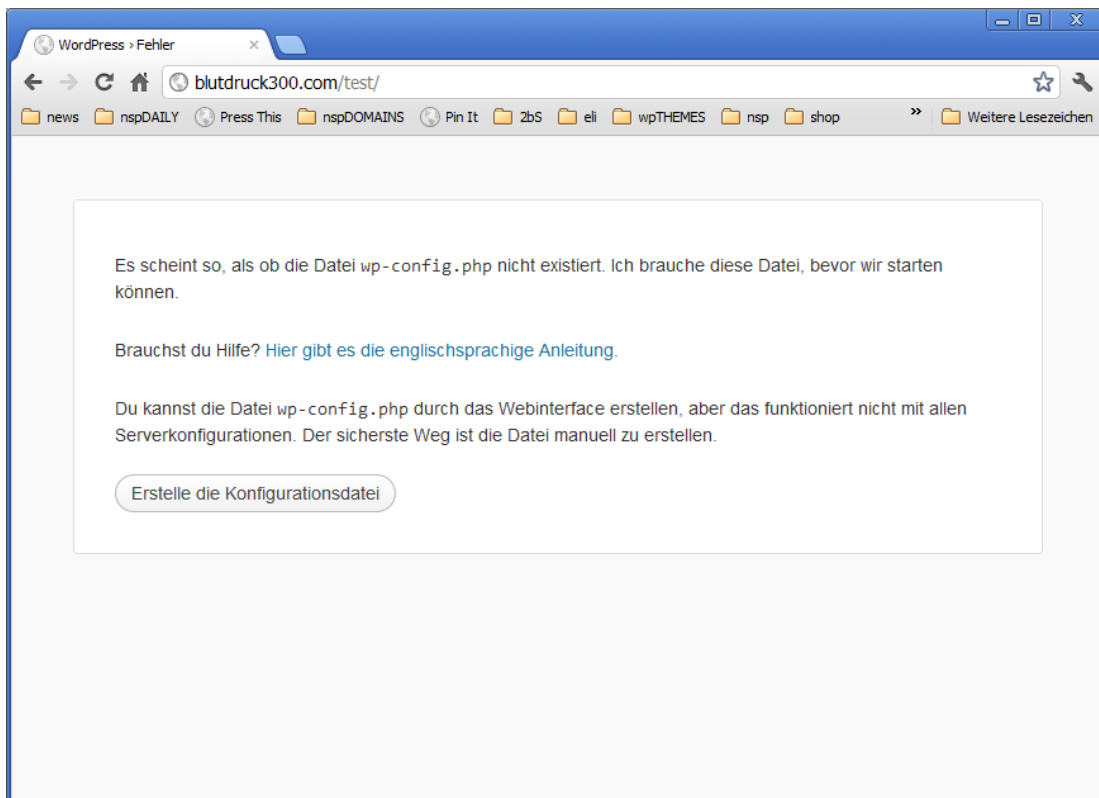 WordPress › Fehler
blutdruck300.com/test/
news nspDAILY Press This nspDOMAINS Pin It 2bS eli wpTHEMES nsp shop » Weitere Lesezeichen
Es scheint so, als ob die Datei wp-config.php nicht existiert. Ich brauche diese Datei, bevor wir starten
können.
Brauchst du Hilfe? Hier gibt es die englischsprachige Anleitung.
Du kannst die Datei wp-config.php durch das Webinterface erstellen, aber das funktioniert nicht mit allen
Serverkonfigurationen. Der sicherste Weg ist die Datei manuell zu erstellen.
Erstelle die Konfigurationsdatei